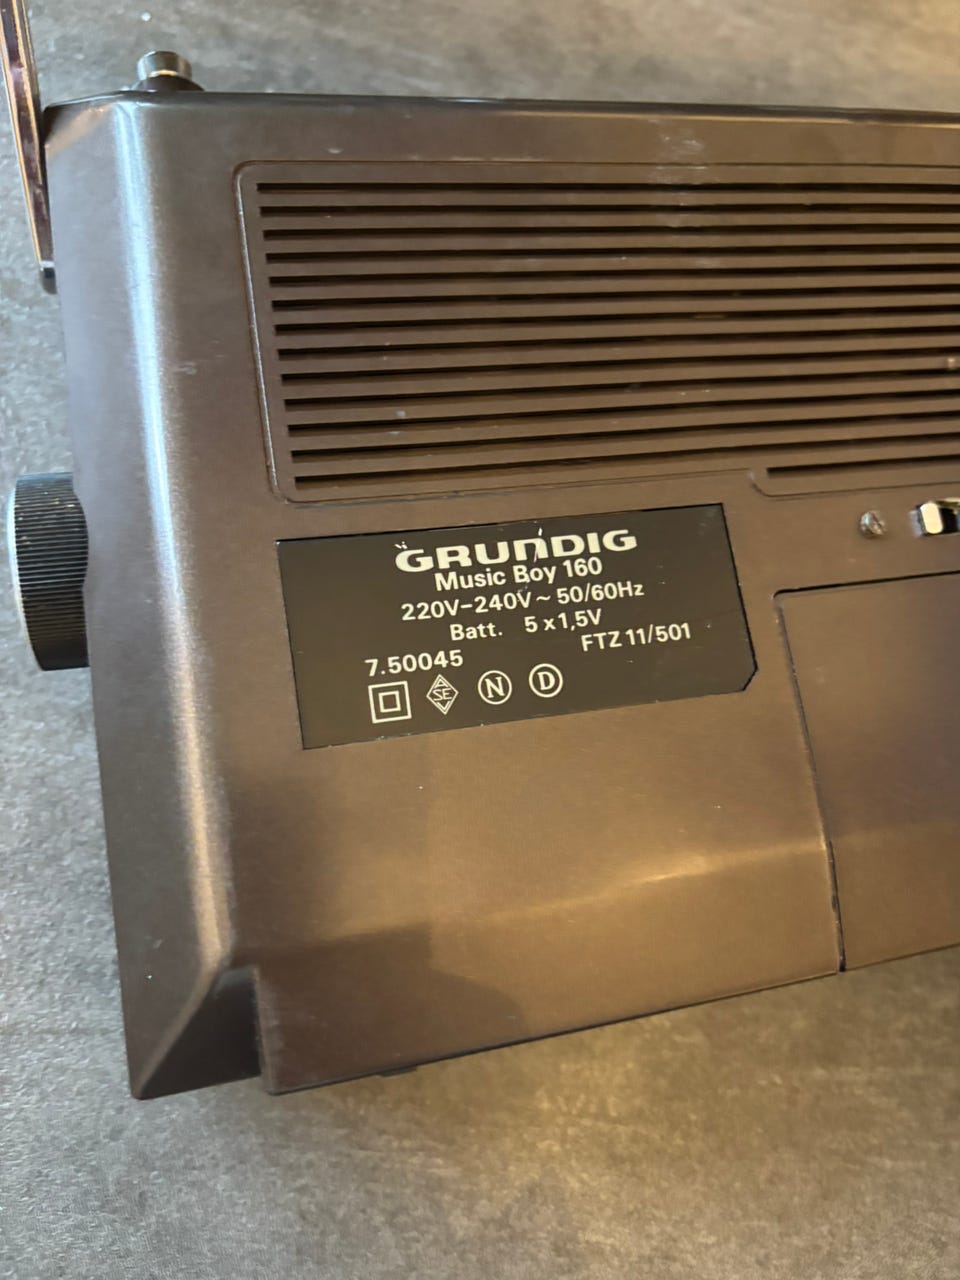 GRUNDIG
Music Boy 160
220V-240V ~ 50/60Hz
Batt. 5 x 1,5V
FTZ 11/501
7.50045
SE N D